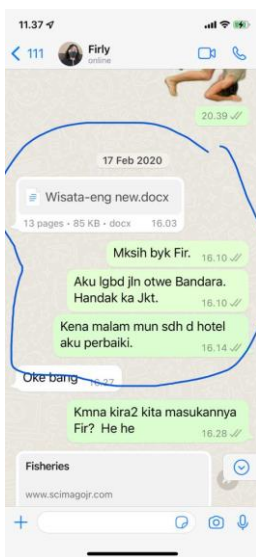 11.37
111
Firly
online
20.39
17 Feb 2020
Wisata-eng new.docx
13 pages • 85 KB • docx 16.03
Mksih byk Fir. 16.10
Aku lgbd jln otwe Bandara.
Handak ka Jkt. 16.10
Kena malam mun sdh d hotel
aku perbaiki. 16.14
Oke bang 16.27
Kmna kira2 kita masukannya
Fir? He he 16.28
Fisheries
www.scimagojr.com